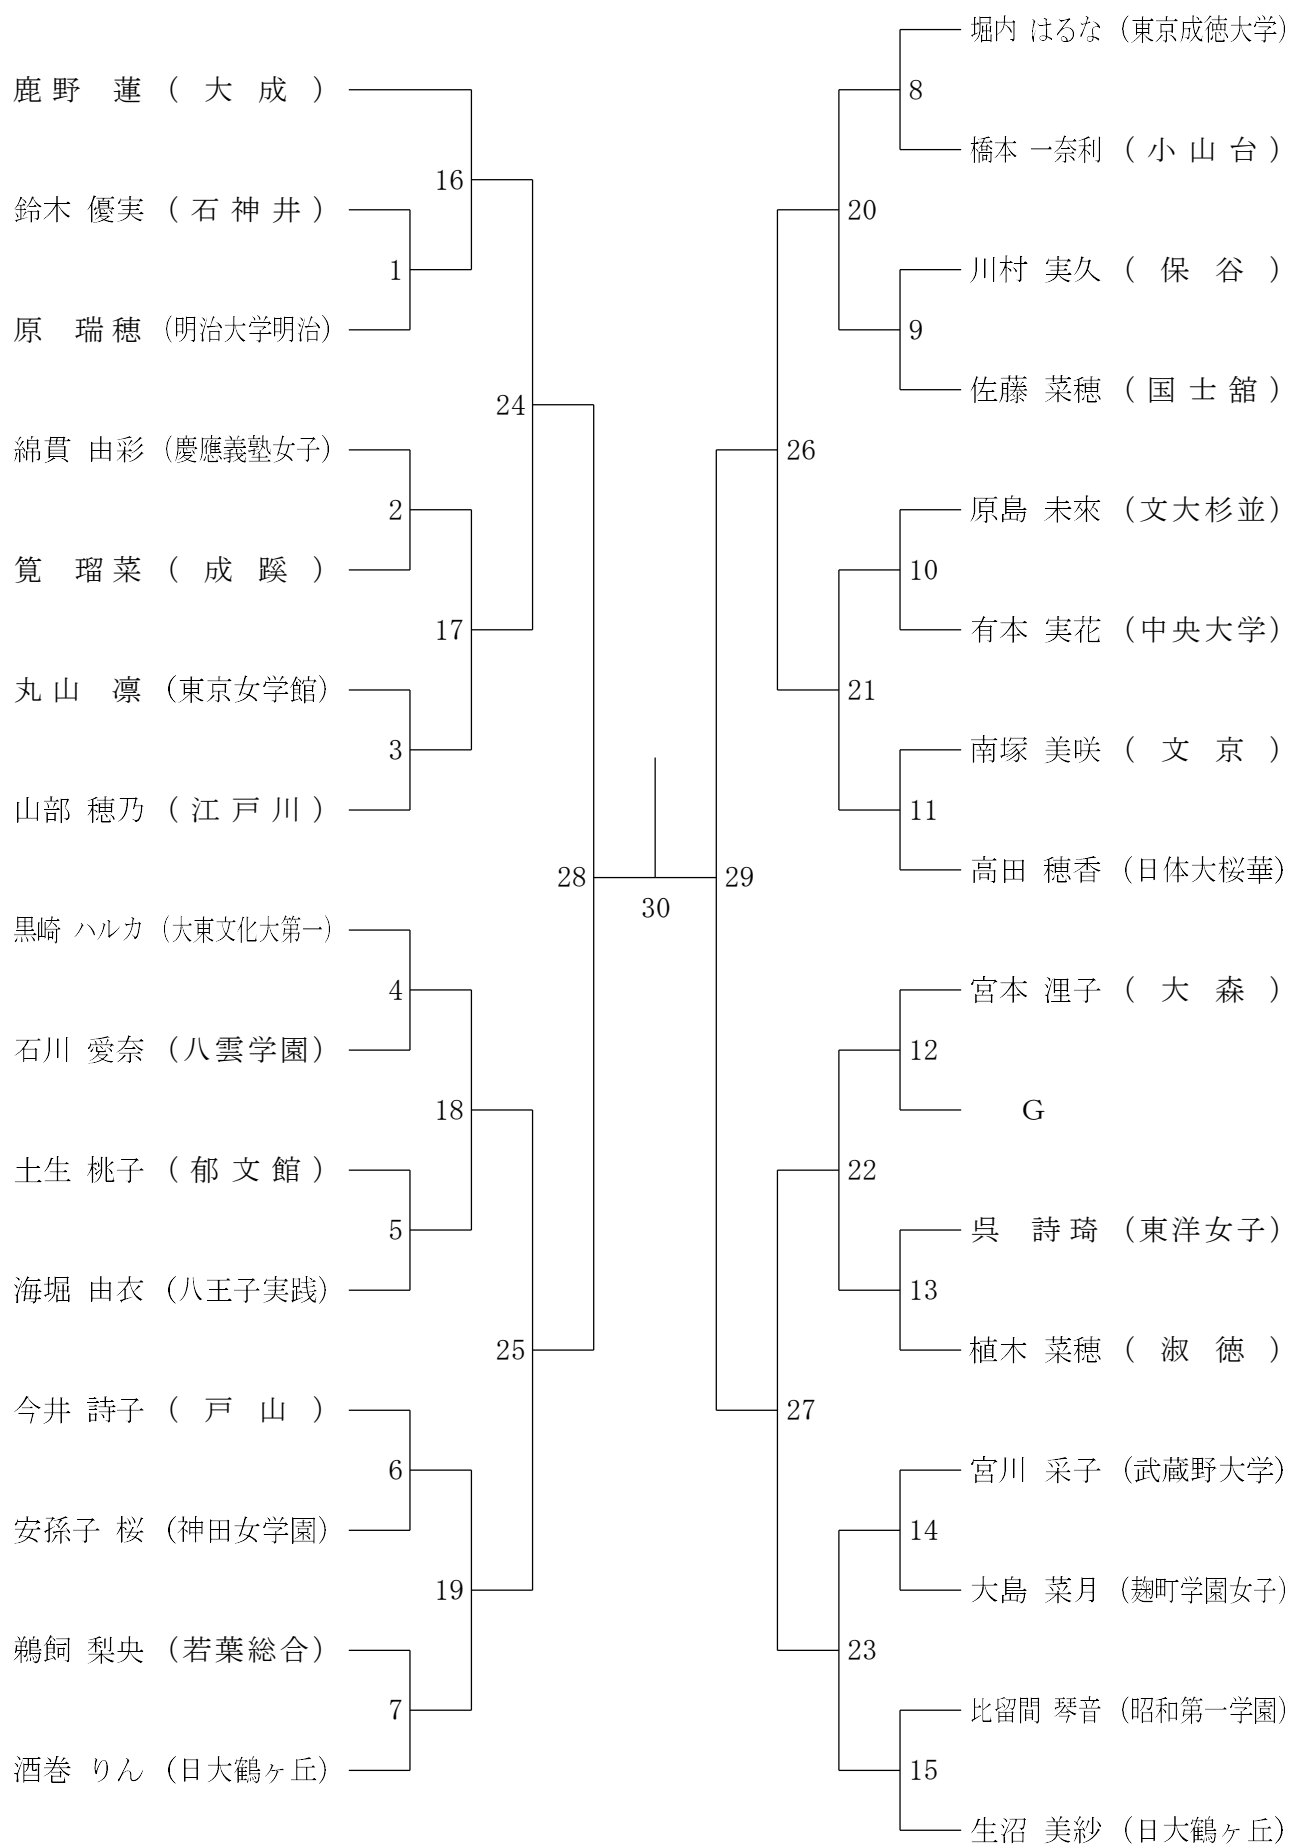 鹿野 蓮 (大成)
鈴木 優実 (石神井)
原 瑞穂 (明治大学明治)
綿貫 由彩 (慶應義塾女子)
筧 瑠菜 (成蹊)
丸山 凛 (東京女学館)
山部 穂乃 (江戸川)
黒崎 ハルカ (大東文化大第一)
石川 愛奈 (八雲学園)
土生 桃子 (郁文館)
海堀 由衣 (八王子実践)
今井 詩子 (戸山)
安孫子 桜 (神田女学園)
鵜飼 梨央 (若葉総合)
酒巻 りん (日大鶴ヶ丘)
1
2
3
4
5
6
7
16
17
18
19
24
25
28
30
29
26
27
20
21
22
23
8
9
10
11
12
13
14
15
堀内 はるな (東京成徳大学)
橋本 一奈利 (小山台)
川村 実久 (保谷)
佐藤 菜穂 (国士舘)
原島 未來 (文大杉並)
有本 実花 (中央大学)
南塚 美咲 (文京)
高田 穂香 (日体大桜華)
宮本 浬子 (大森)
G
呉 詩琦 (東洋女子)
植木 菜穂 (淑徳)
宮川 采子 (武蔵野大学)
大島 菜月 (麹町学園女子)
比留間 琴音 (昭和第一学園)
生沼 美紗 (日大鶴ヶ丘)